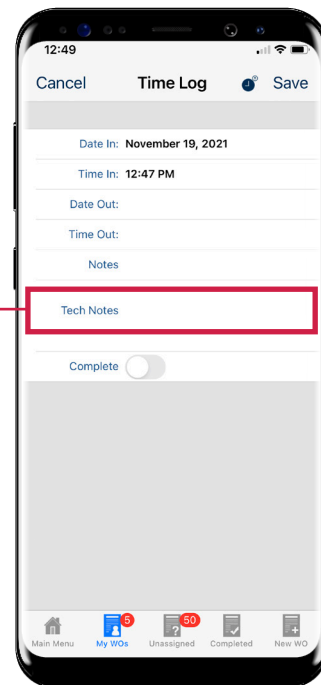 12:49
Cancel Time Log Save
Date In: November 19, 2021
Time In: 12:47 PM
Date Out:
Time Out:
Notes
Tech Notes
Complete
5 50
Main Menu My WOs Unassigned Completed New WO